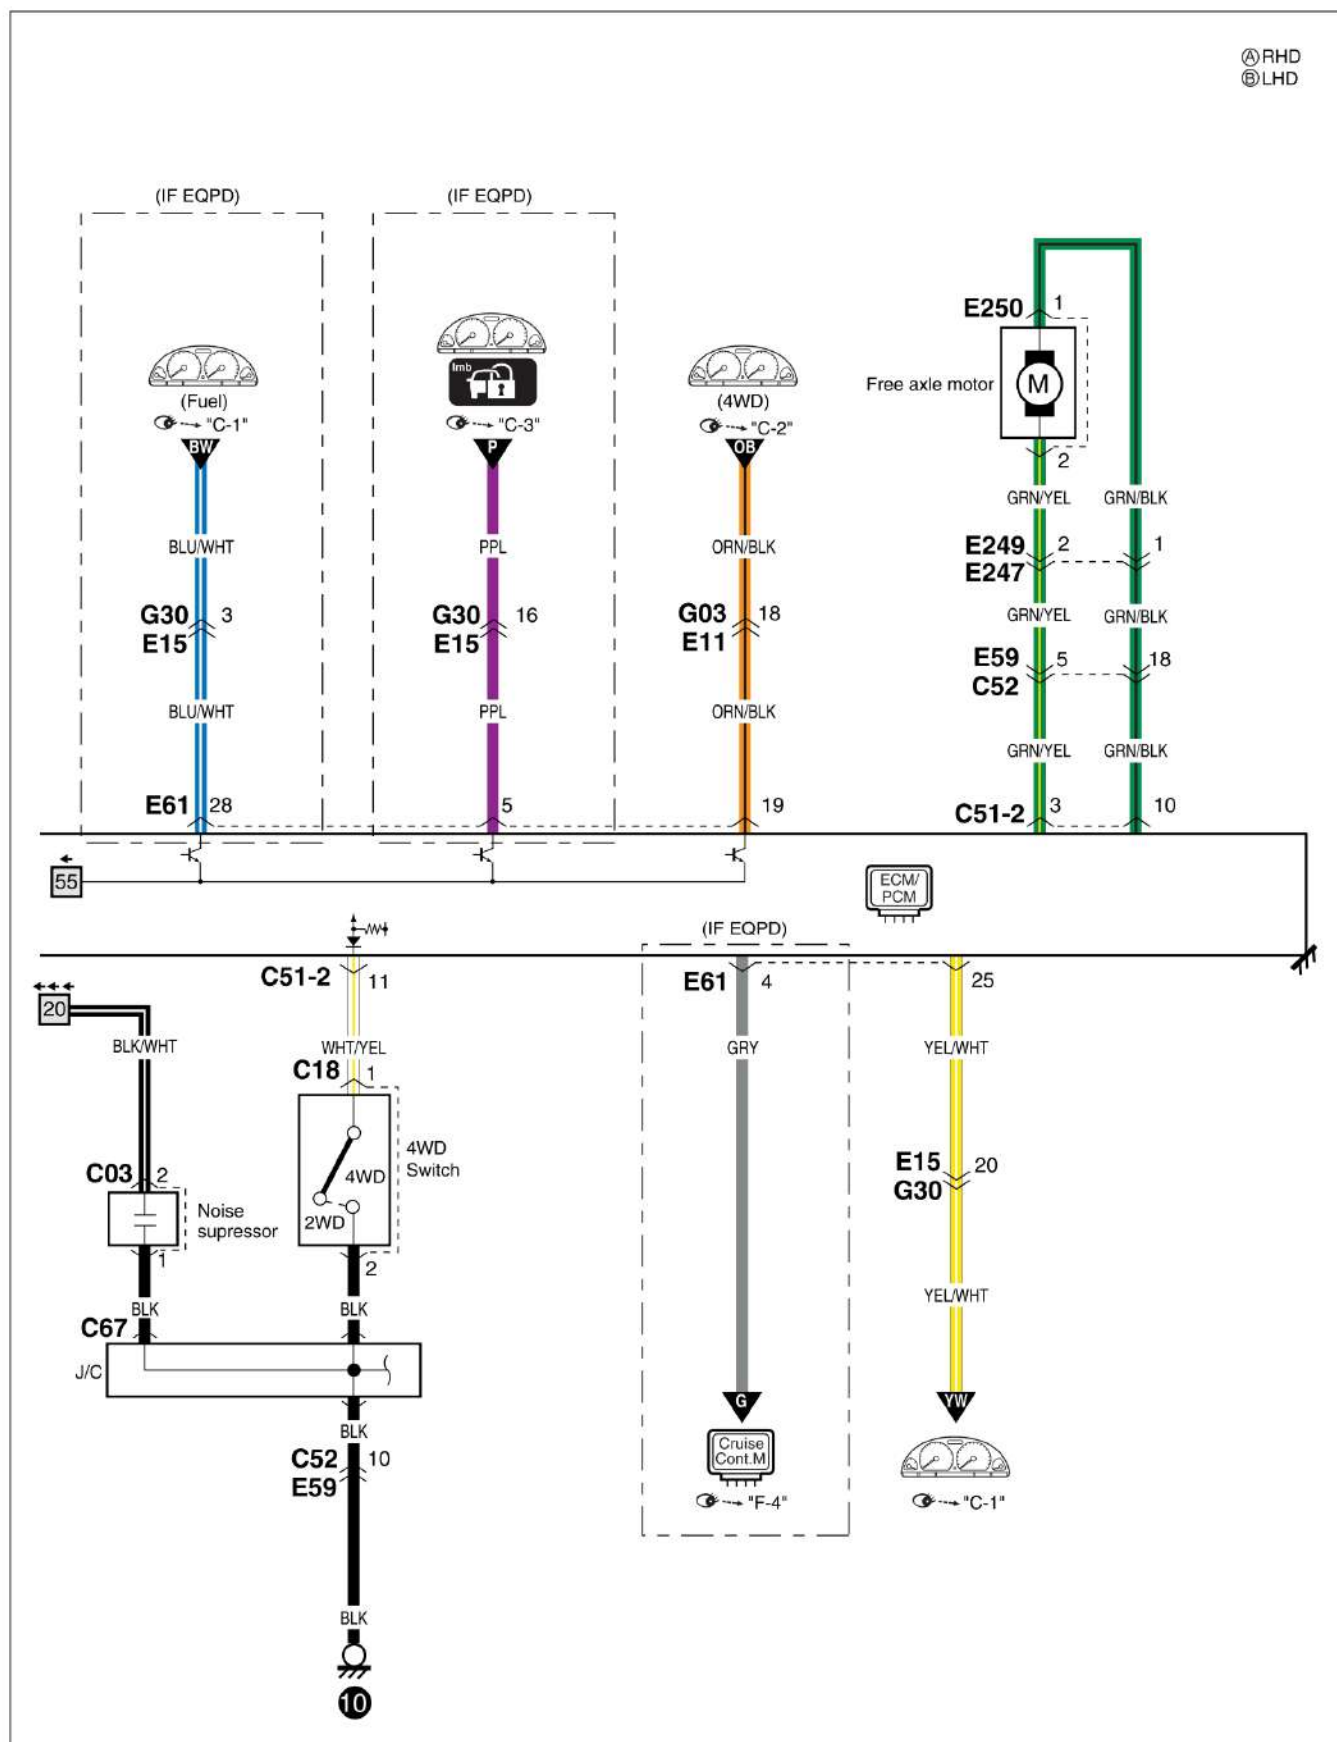 Ⓐ RHD
Ⓑ LHD
(IF EQPD)
(IF EQPD)
E250 1
Imb
Free axle motor
M
(Fuel)
(4WD)
"C-1"
"C-3"
"C-2"
BW
P
OB
2
GRN/YEL
GRN/BLK
BLU/WHT
PPL
ORN/BLK
E249 2
1
E247
G30 3
G30 16
G03 18
GRN/YEL
GRN/BLK
E15
E15
E11
E59 5
18
C52
BLU/WHT
PPL
ORN/BLK
GRN/YEL
GRN/BLK
E61 28
5
19
C51-2 3
10
55
ECM/
PCM
(IF EQPD)
C51-2 11
E61 4
25
20
BLK/WHT
WHT/YEL
GRY
YEL/WHT
C18 1
4WD
Switch
4WD
2WD
C03 2
E15 20
G30
Noise
supressor
1
2
BLK
BLK
YEL/WHT
C67
J/C
G
YW
BLK
C52 10
E59
Cruise
Cont.M
"F-4"
"C-1"
BLK
10